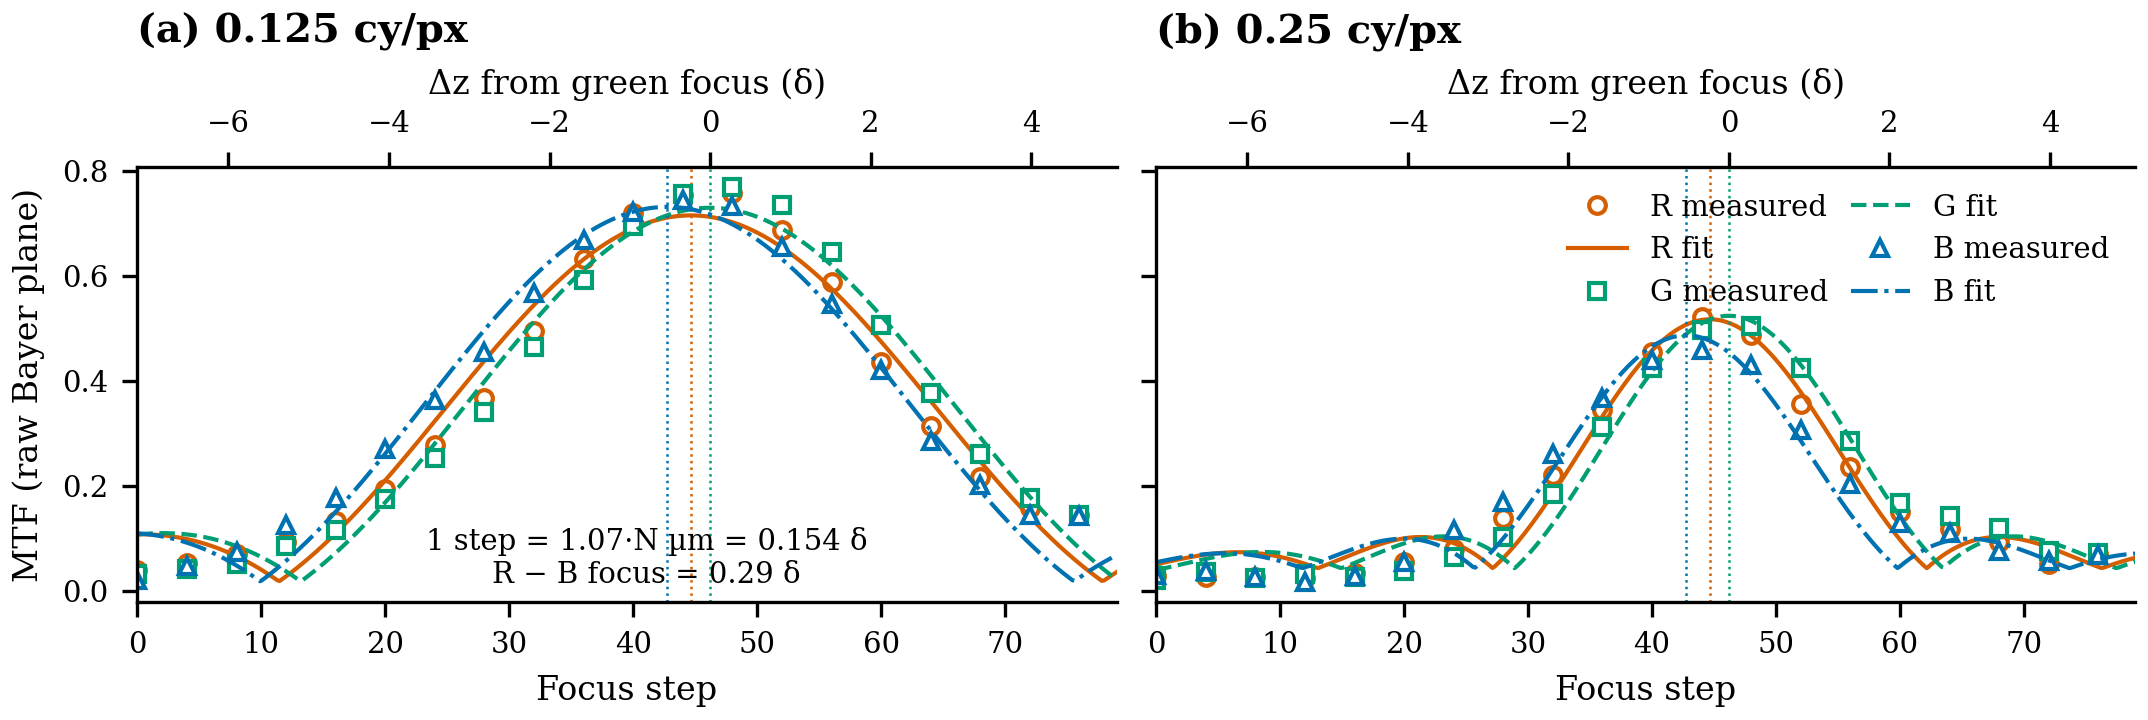 (a) 0.125 cy/px
Δz from green focus (δ)
−6 −4 −2 0 2 4
MTF (raw Bayer plane)
0.8
0.6
0.4
0.2
0.0
1 step = 1.07·N µm = 0.154 δ
R − B focus = 0.29 δ
0 10 20 30 40 50 60 70
Focus step
(b) 0.25 cy/px
Δz from green focus (δ)
−6 −4 −2 0 2 4
R measured
R fit
G measured
G fit
B measured
B fit
0 10 20 30 40 50 60 70
Focus step